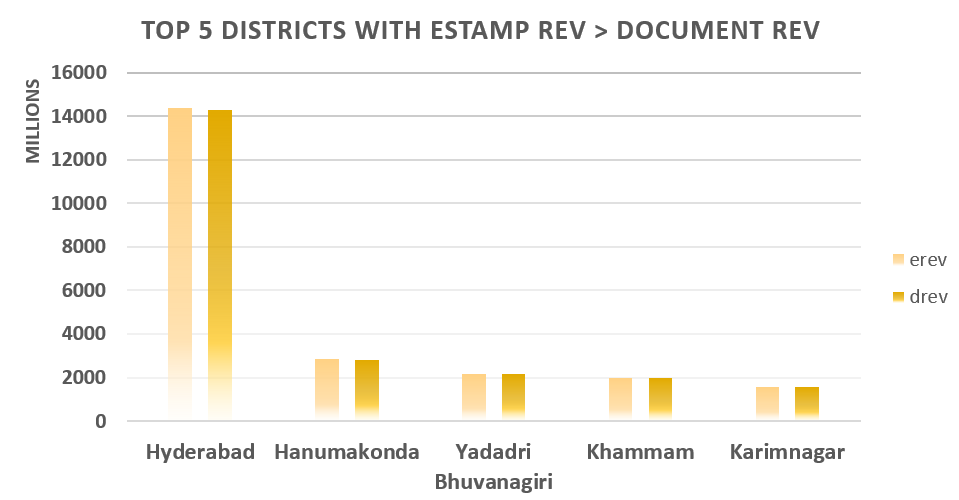 TOP 5 DISTRICTS WITH ESTAMP REV > DOCUMENT REV
MILLIONS
16000
14000
12000
10000
8000
6000
4000
2000
0
Hyderabad Hanumakonda Yadadri Khammam Karimnagar
Bhuvanagiri
erev
drev